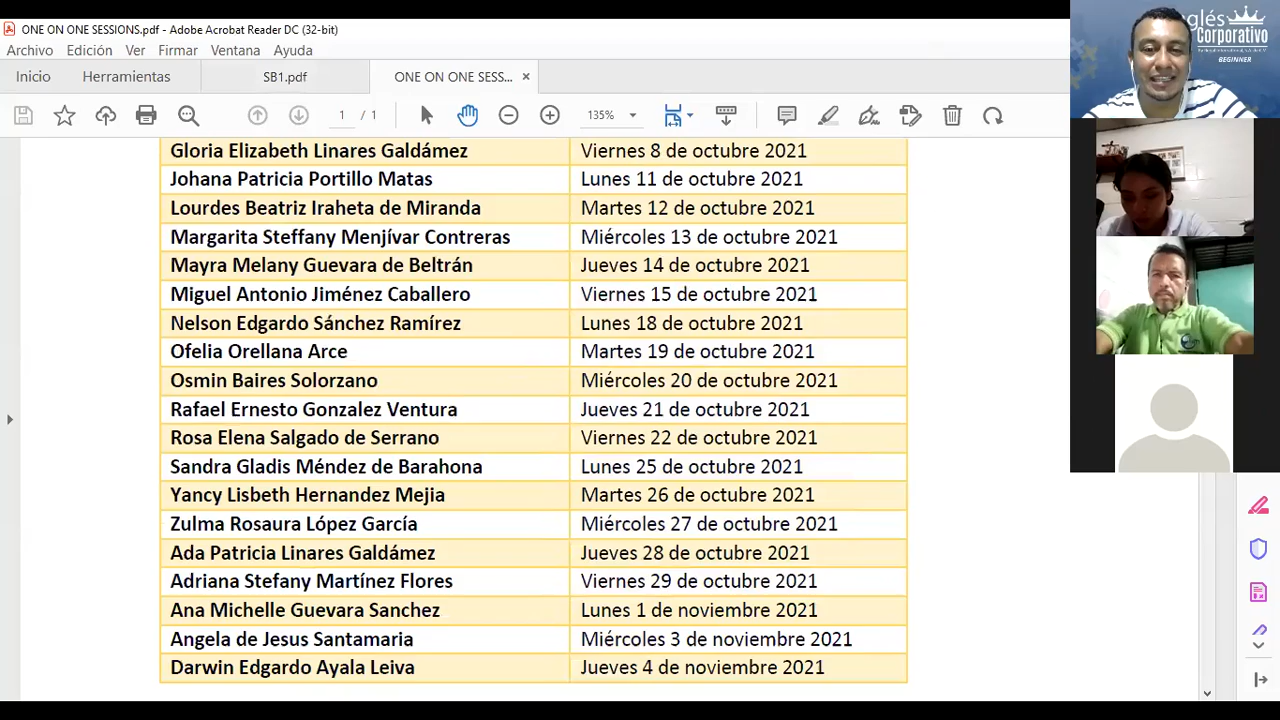 ONE ON ONE SESSIONS.pdf - Adobe Acrobat Reader DC (32-bit)
Archivo Edición Ver Firmar Ventana Ayuda
Inicio Herramientas SB1.pdf ONE ON ONE SESS... ×
1 / 1 135%
Gloria Elizabeth Linares Galdámez Viernes 8 de octubre 2021
Johana Patricia Portillo Matas Lunes 11 de octubre 2021
Lourdes Beatriz Iraheta de Miranda Martes 12 de octubre 2021
Margarita Steffany Menjívar Contreras Miércoles 13 de octubre 2021
Mayra Melany Guevara de Beltrán Jueves 14 de octubre 2021
Miguel Antonio Jiménez Caballero Viernes 15 de octubre 2021
Nelson Edgardo Sánchez Ramírez Lunes 18 de octubre 2021
Ofelia Orellana Arce Martes 19 de octubre 2021
Osmin Baires Solorzano Miércoles 20 de octubre 2021
Rafael Ernesto Gonzalez Ventura Jueves 21 de octubre 2021
Rosa Elena Salgado de Serrano Viernes 22 de octubre 2021
Sandra Gladis Méndez de Barahona Lunes 25 de octubre 2021
Yancy Lisbeth Hernandez Mejia Martes 26 de octubre 2021
Zulma Rosaura López García Miércoles 27 de octubre 2021
Ada Patricia Linares Galdámez Jueves 28 de octubre 2021
Adriana Stefany Martínez Flores Viernes 29 de octubre 2021
Ana Michelle Guevara Sanchez Lunes 1 de noviembre 2021
Angela de Jesus Santamaria Miércoles 3 de noviembre 2021
Darwin Edgardo Ayala Leiva Jueves 4 de noviembre 2021
glés
Corporativo
BEGINNER